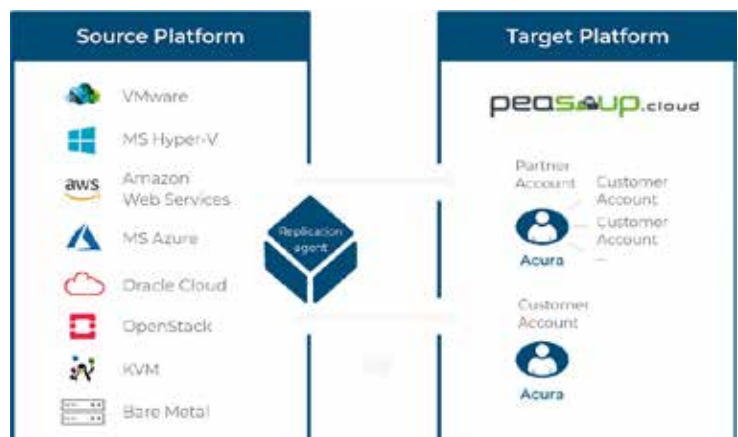 Source Platform
VMware
MS Hyper-V
aws
Amazon
Web Services
MS Azure
Oracle Cloud
OpenStack
KVM
Bare Metal
Replication
agent
Target Platform
peasoup.cloud
Partner
Account
Customer
Account
Customer
Account
...
Acura
Customer
Account
Acura